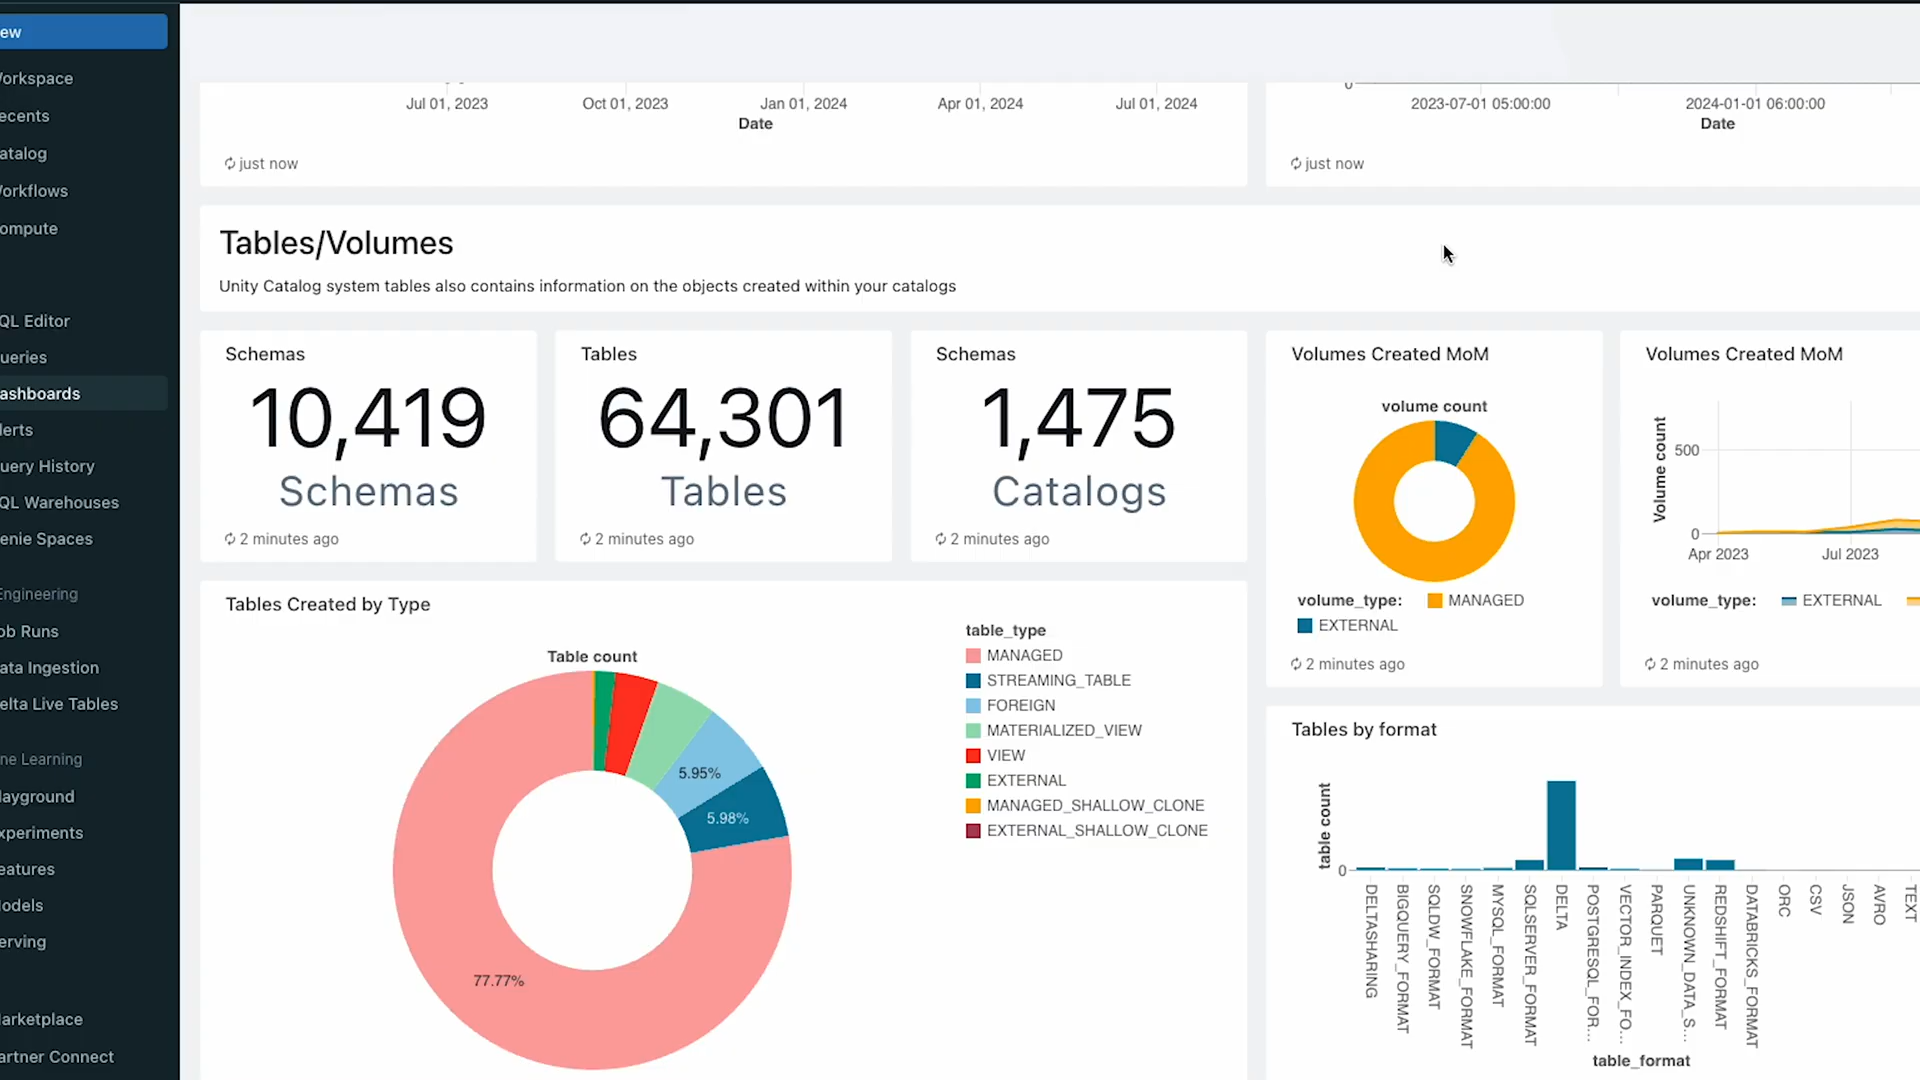 ew
orkspace
ecents
atalog
orkflows
ompute
QL Editor
ueries
ashboards
lerts
uery History
QL Warehouses
enie Spaces
Engineering
ob Runs
ata Ingestion
elta Live Tables
ne Learning
layground
xperiments
eatures
odels
erving
arketplace
artner Connect
Jul 01, 2023 Oct 01, 2023 Jan 01, 2024 Apr 01, 2024 Jul 01, 2024
Date
just now
0
2023-07-01 05:00:00 2024-01-01 06:00:00
Date
just now
Tables/Volumes
Unity Catalog system tables also contains information on the objects created within your catalogs
Schemas
10,419
Schemas
2 minutes ago
Tables
64,301
Tables
2 minutes ago
Schemas
1,475
Catalogs
2 minutes ago
Volumes Created MoM
volume count
volume_type: MANAGED
EXTERNAL
2 minutes ago
Volumes Created MoM
Volume count
500
0
Apr 2023 Jul 2023
volume_type: EXTERNAL
2 minutes ago
Tables Created by Type
Table count
5.95%
5.98%
77.77%
table_type
MANAGED
STREAMING_TABLE
FOREIGN
MATERIALIZED_VIEW
VIEW
EXTERNAL
MANAGED_SHALLOW_CLONE
EXTERNAL_SHALLOW_CLONE
Tables by format
table count
0
DELTASHARING
BIGQUERY_FORMAT
SQLDW_FORMAT
SNOWFLAKE_FORMAT
MYSQL_FORMAT
SQLSERVER_FORMAT
DELTA
POSTGRESQL_FOR...
VECTOR_INDEX_FO...
PARQUET
UNKNOWN_DATA_S...
REDSHIFT_FORMAT
DATABRICKS_FORMAT
ORC
CSV
JSON
AVRO
TEXT
table_format